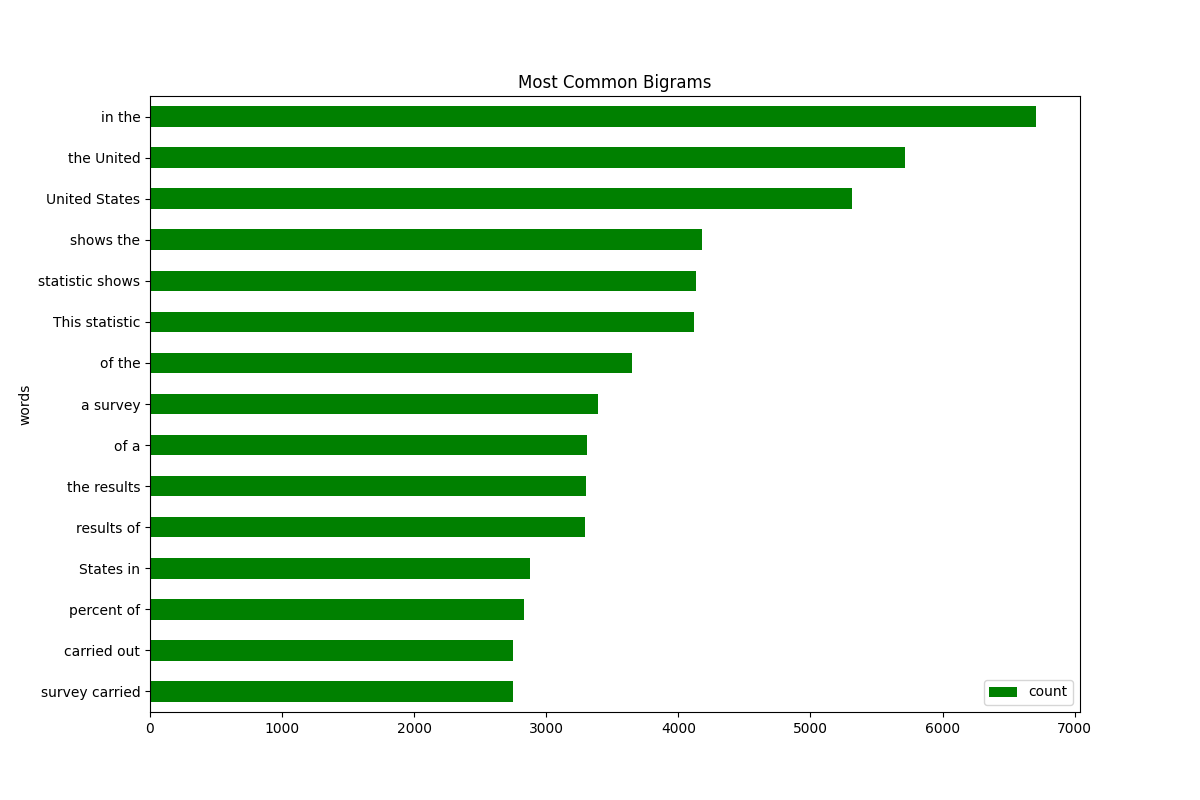 Most Common Bigrams
in the
the United
United States
shows the
statistic shows
This statistic
of the
a survey
of a
the results
results of
States in
percent of
carried out
survey carried
words
count
0 1000 2000 3000 4000 5000 6000 7000